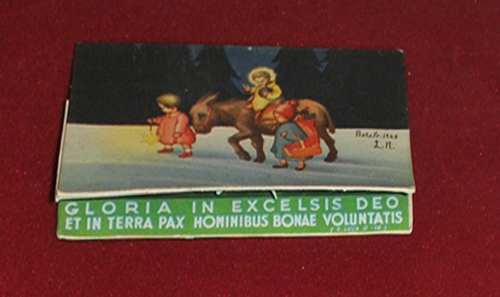 L.N.
GLORIA IN EXCELSIS DEO
ET IN TERRA PAX HOMINIBUS BONAE VOLUNTATIS